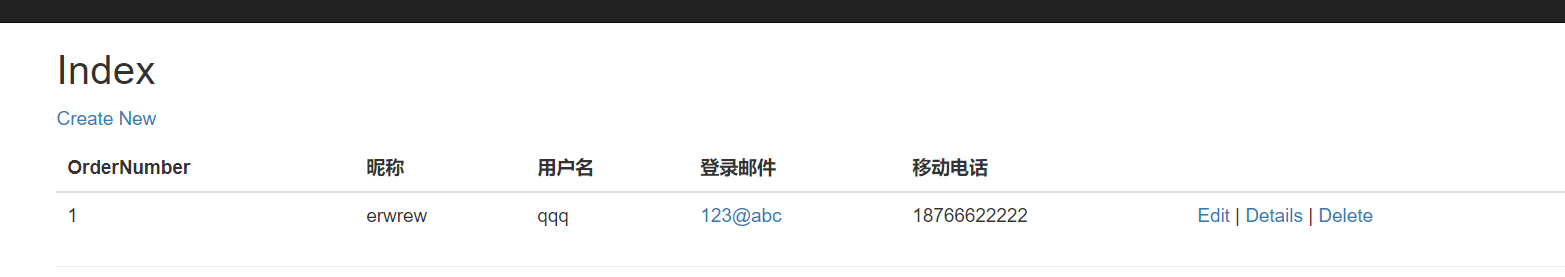 Index
Create New
OrderNumber 昵称 用户名 登录邮件 移动电话
1 erwrew qqq 123@abc 18766622222 Edit | Details | Delete